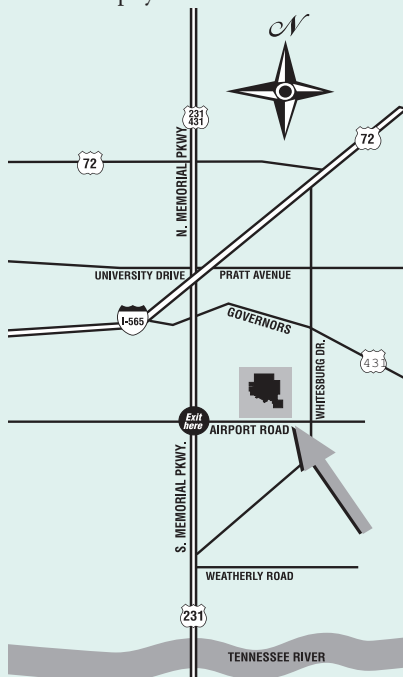 N
231
431
72
72
N. MEMORIAL PKWY
UNIVERSITY DRIVE
PRATT AVENUE
I-565
GOVERNORS
431
WHITESBURG DR.
Exit
here
AIRPORT ROAD
S. MEMORIAL PKWY.
WEATHERLY ROAD
231
TENNESSEE RIVER